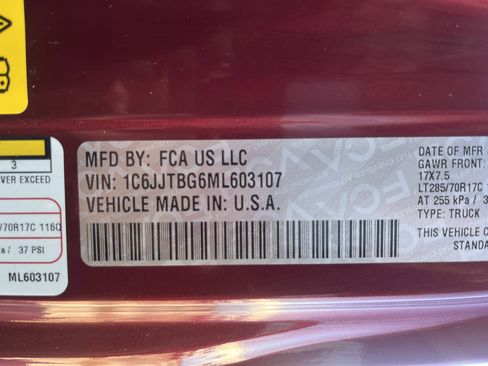 MFD BY: FCA US LLC
VIN: 1C6JJTBG6ML603107
VEHICLE MADE IN: U.S.A.
DATE OF MFR
GAWR FRONT:
17X7.5
LT285/70R17C
AT 255 kPa /
TYPE: TRUCK
THIS VEHICLE CO
STANDA
3
VER EXCEED
/70R17C 116Q
a / 37 PSI
ML603107